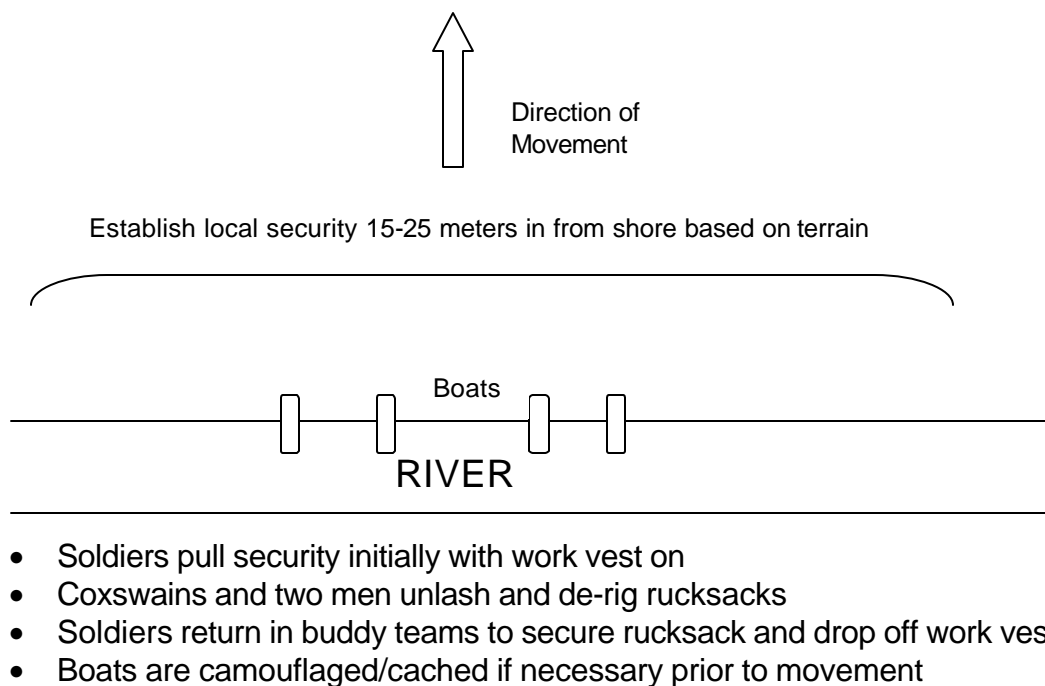 Direction of
Movement
Establish local security 15-25 meters in from shore based on terrain
Boats
RIVER
• Soldiers pull security initially with work vest on
• Coxswains and two men unlash and de-rig rucksacks
• Soldiers return in buddy teams to secure rucksack and drop off work ves
• Boats are camouflaged/cached if necessary prior to movement